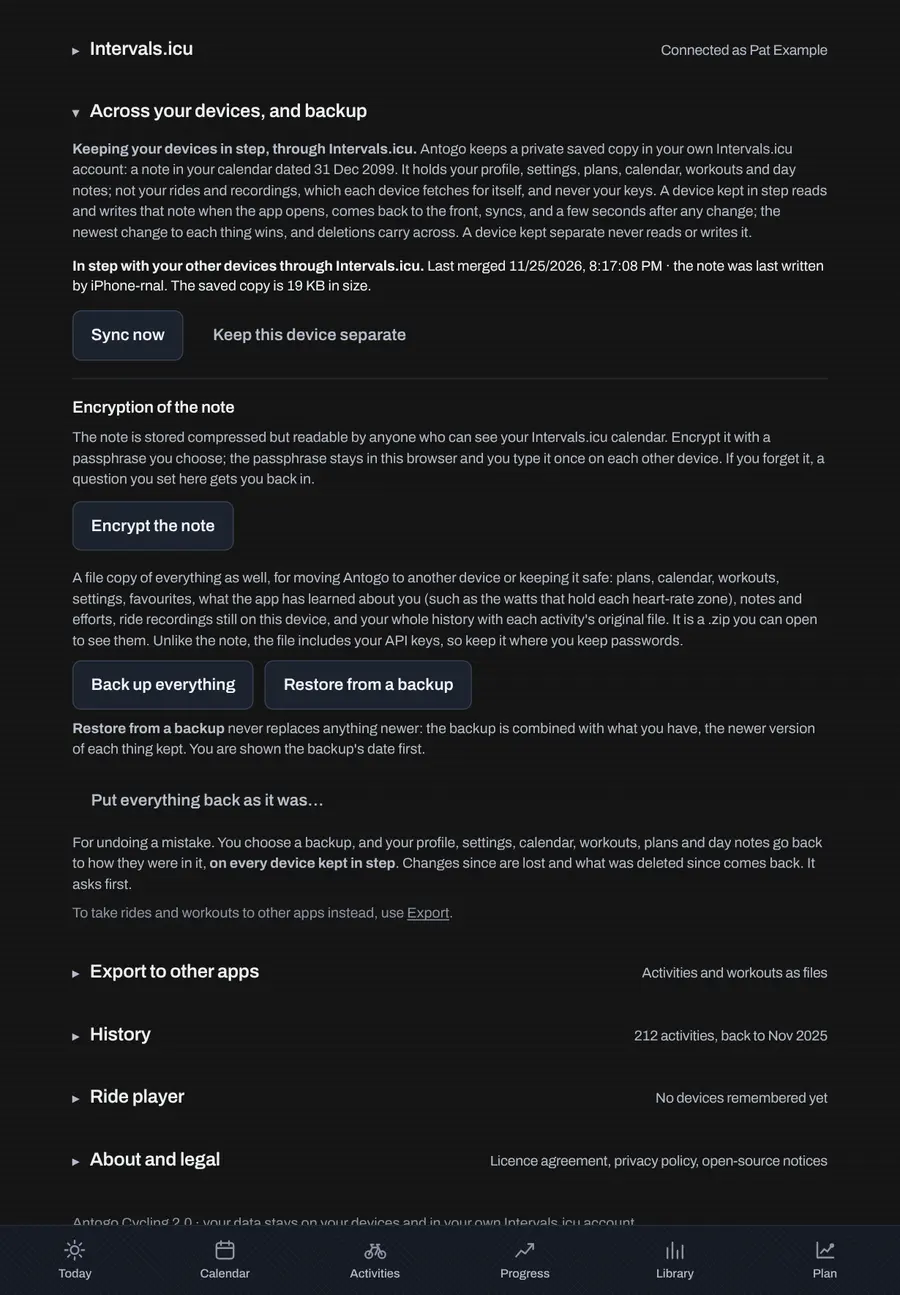 Intervals.icu
Connected as Pat Example
Across your devices, and backup
Keeping your devices in step, through Intervals.icu. Antogo keeps a private saved copy in your own Intervals.icu
account: a note in your calendar dated 31 Dec 2099. It holds your profile, settings, plans, calendar, workouts and day
notes; not your rides and recordings, which each device fetches for itself, and never your keys. A device kept in step reads
and writes that note when the app opens, comes back to the front, syncs, and a few seconds after any change; the
newest change to each thing wins, and deletions carry across. A device kept separate never reads or writes it.
In step with your other devices through Intervals.icu. Last merged 11/25/2026, 8:17:08 PM · the note was last written
by iPhone-rnal. The saved copy is 19 KB in size.
Sync now
Keep this device separate
Encryption of the note
The note is stored compressed but readable by anyone who can see your Intervals.icu calendar. Encrypt it with a
passphrase you choose; the passphrase stays in this browser and you type it once on each other device. If you forget it, a
question you set here gets you back in.
Encrypt the note
A file copy of everything as well, for moving Antogo to another device or keeping it safe: plans, calendar, workouts,
settings, favourites, what the app has learned about you (such as the watts that hold each heart-rate zone), notes and
efforts, ride recordings still on this device, and your whole history with each activity's original file. It is a .zip you can open
to see them. Unlike the note, the file includes your API keys, so keep it where you keep passwords.
Back up everything
Restore from a backup
Restore from a backup never replaces anything newer: the backup is combined with what you have, the newer version
of each thing kept. You are shown the backup's date first.
Put everything back as it was…
For undoing a mistake. You choose a backup, and your profile, settings, calendar, workouts, plans and day notes go back
to how they were in it, on every device kept in step. Changes since are lost and what was deleted since comes back. It
asks first.
To take rides and workouts to other apps instead, use Export.
Export to other apps
Activities and workouts as files
History
212 activities, back to Nov 2025
Ride player
No devices remembered yet
About and legal
Licence agreement, privacy policy, open-source notices
Antogo Cycling 2.0 · your data stays on your devices and in your own Intervals.icu account
Today
Calendar
Activities
Progress
Library
Plan